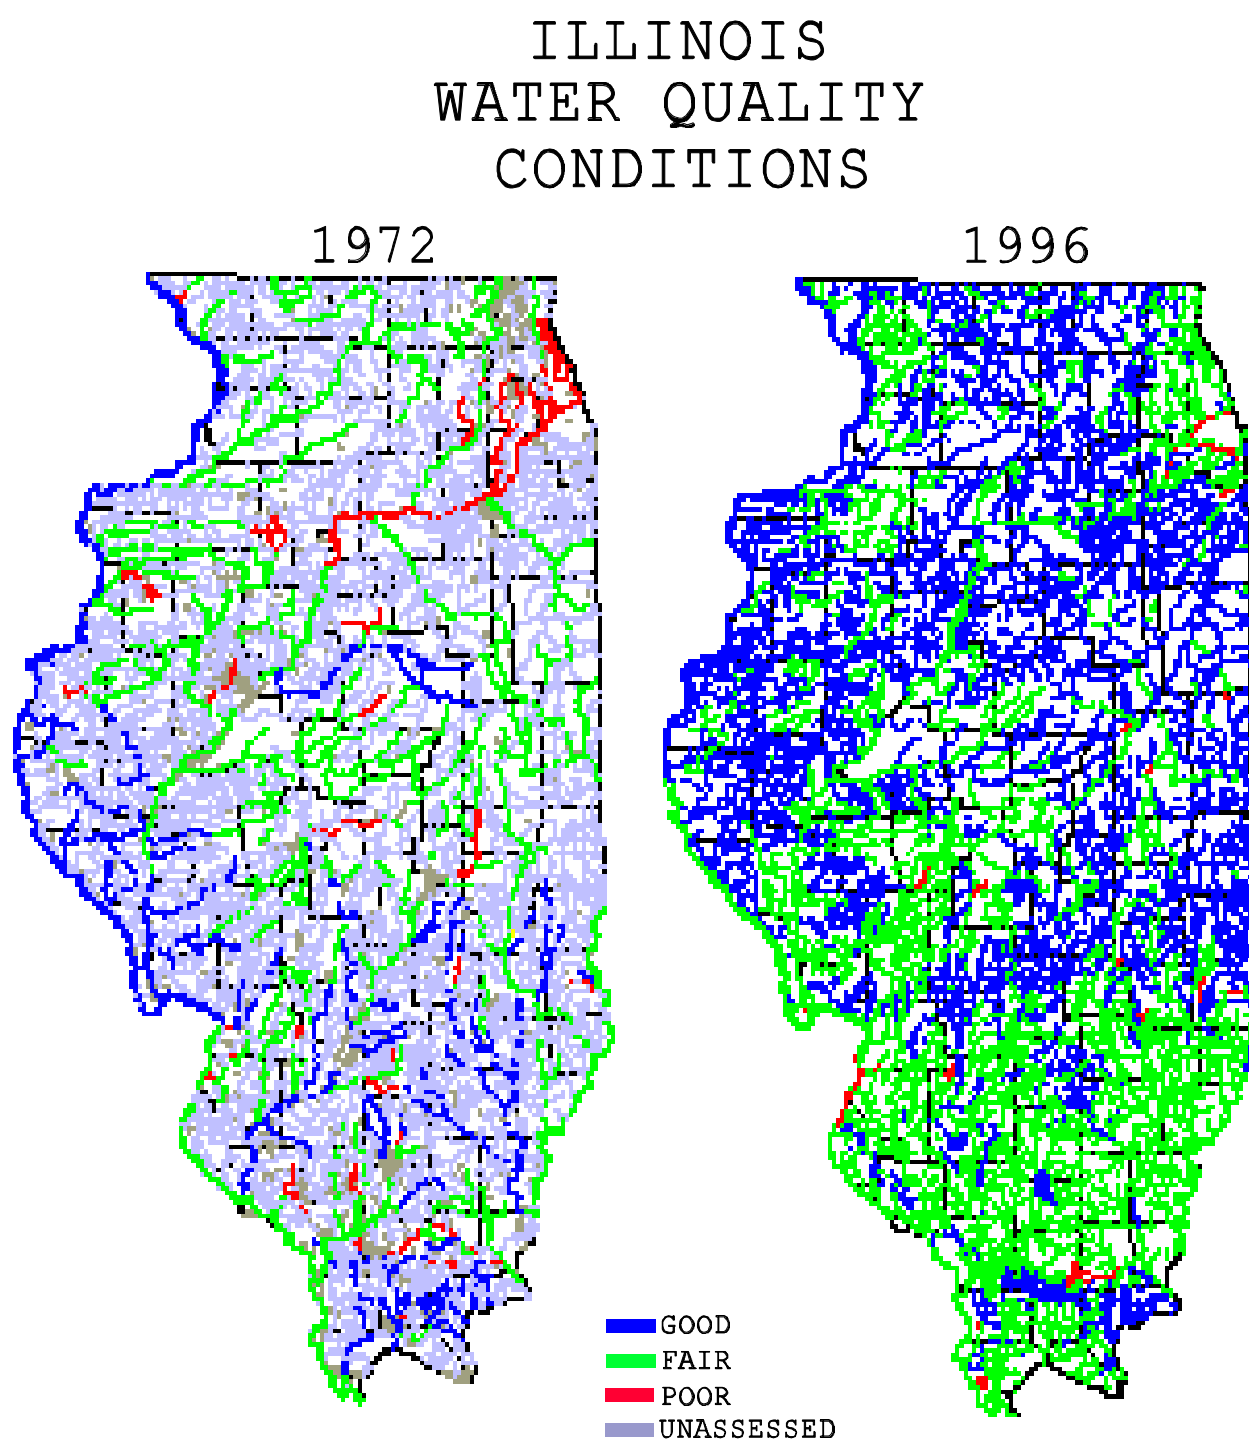 ILLINOIS
WATER QUALITY
CONDITIONS
1972
1996
GOOD
FAIR
POOR
UNASSESSED